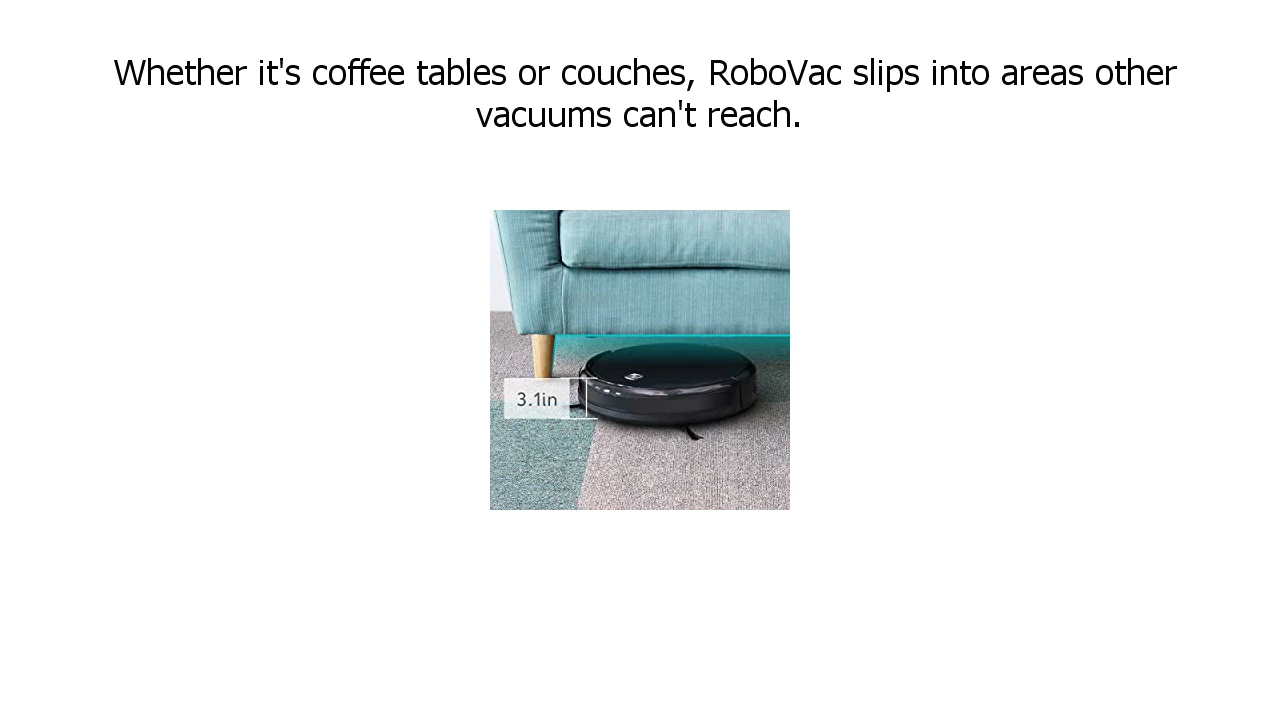 Whether it's coffee tables or couches, RoboVac slips into areas other
vacuums can't reach.
3.1in